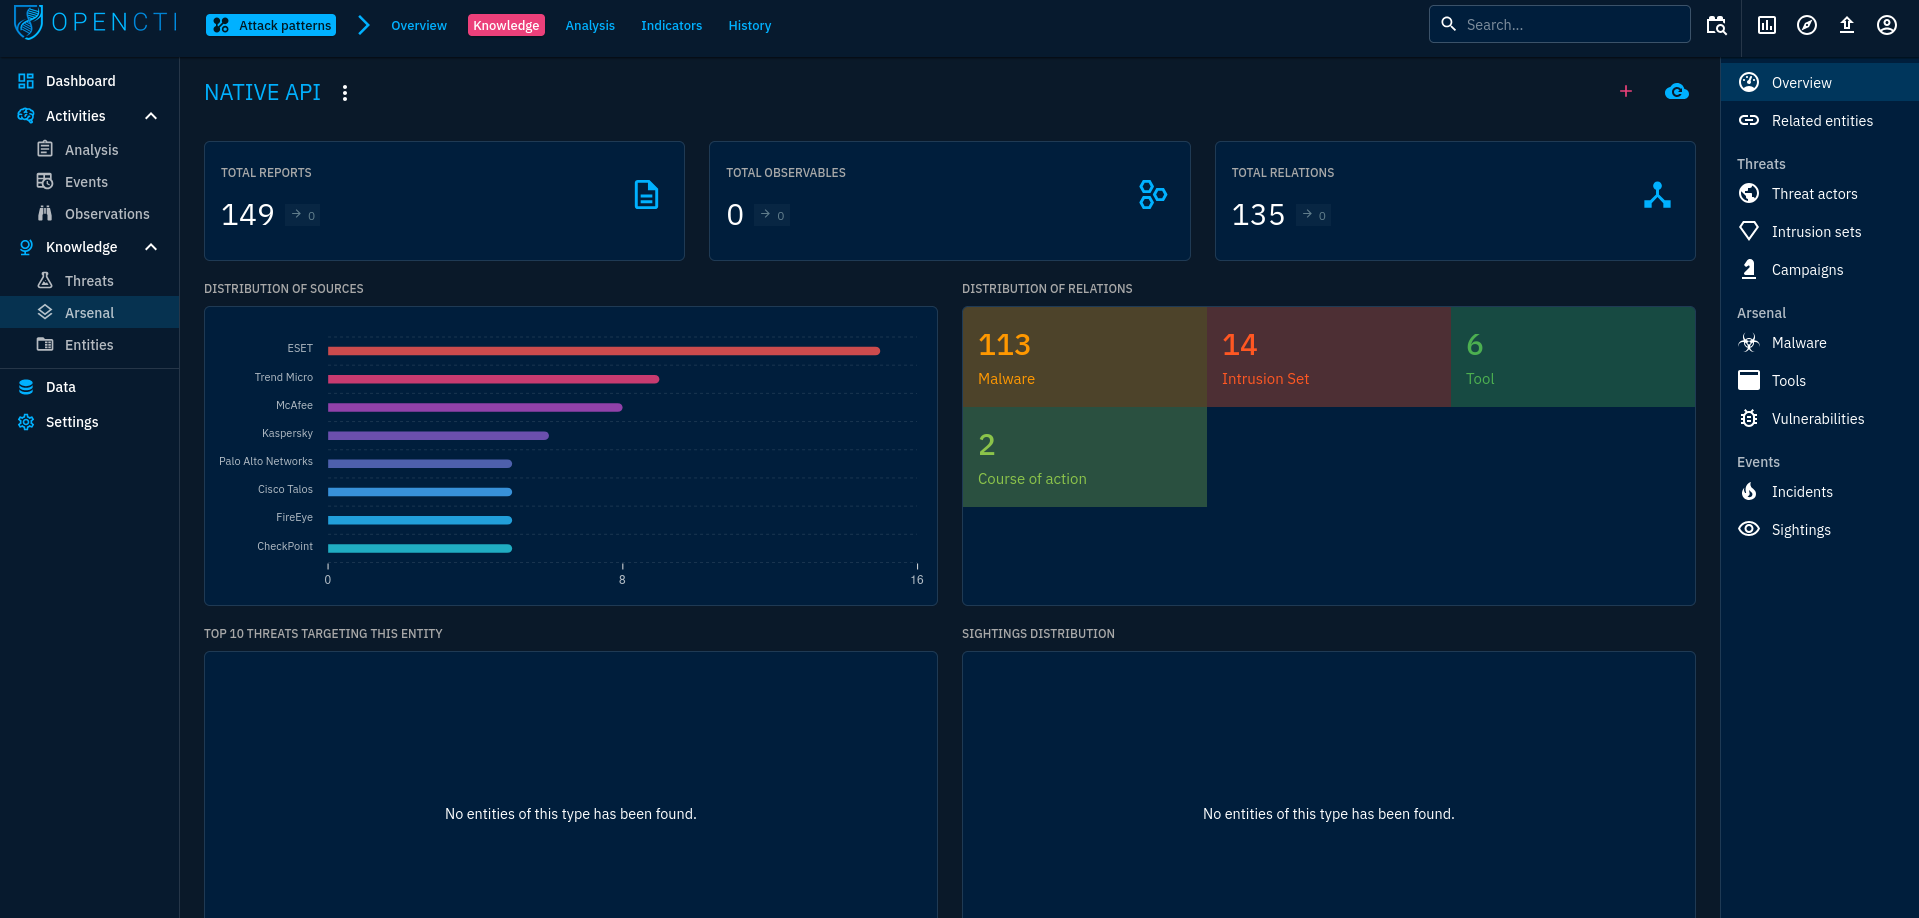 OPENCTI
Attack patterns
Overview
Knowledge
Analysis
Indicators
History
Search...
Dashboard
Activities
Analysis
Events
Observations
Knowledge
Threats
Arsenal
Entities
Data
Settings
NATIVE API
TOTAL REPORTS
149
0
TOTAL OBSERVABLES
0
0
TOTAL RELATIONS
135
0
DISTRIBUTION OF SOURCES
ESET
Trend Micro
McAfee
Kaspersky
Palo Alto Networks
Cisco Talos
FireEye
CheckPoint
0
8
16
DISTRIBUTION OF RELATIONS
113
Malware
14
Intrusion Set
6
Tool
2
Course of action
TOP 10 THREATS TARGETING THIS ENTITY
No entities of this type has been found.
SIGHTINGS DISTRIBUTION
No entities of this type has been found.
Overview
Related entities
Threats
Threat actors
Intrusion sets
Campaigns
Arsenal
Malware
Tools
Vulnerabilities
Events
Incidents
Sightings